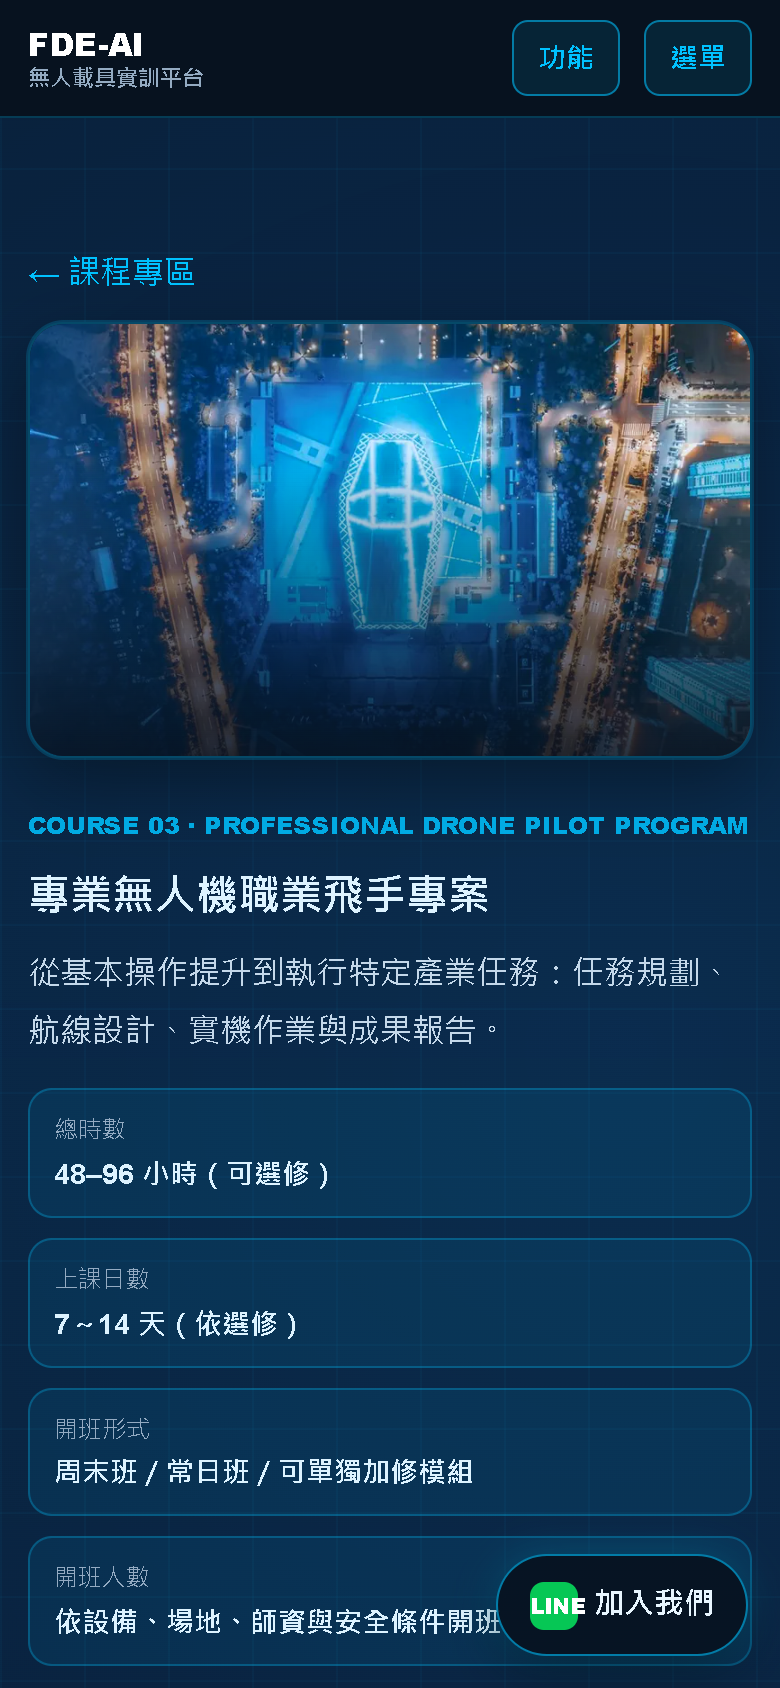 FDE-AI
無人載具實訓平台
功能
選單
← 課程專區
COURSE 03 · PROFESSIONAL DRONE PILOT PROGRAM
專業無人機職業飛手專案
從基本操作提升到執行特定產業任務：任務規劃、
航線設計、實機作業與成果報告。
總時數
48–96 小時（可選修）
上課日數
7～14 天（依選修）
開班形式
周末班 / 常日班 / 可單獨加修模組
開班人數
依設備、場地、師資與安全條件開班
LINE 加入我們